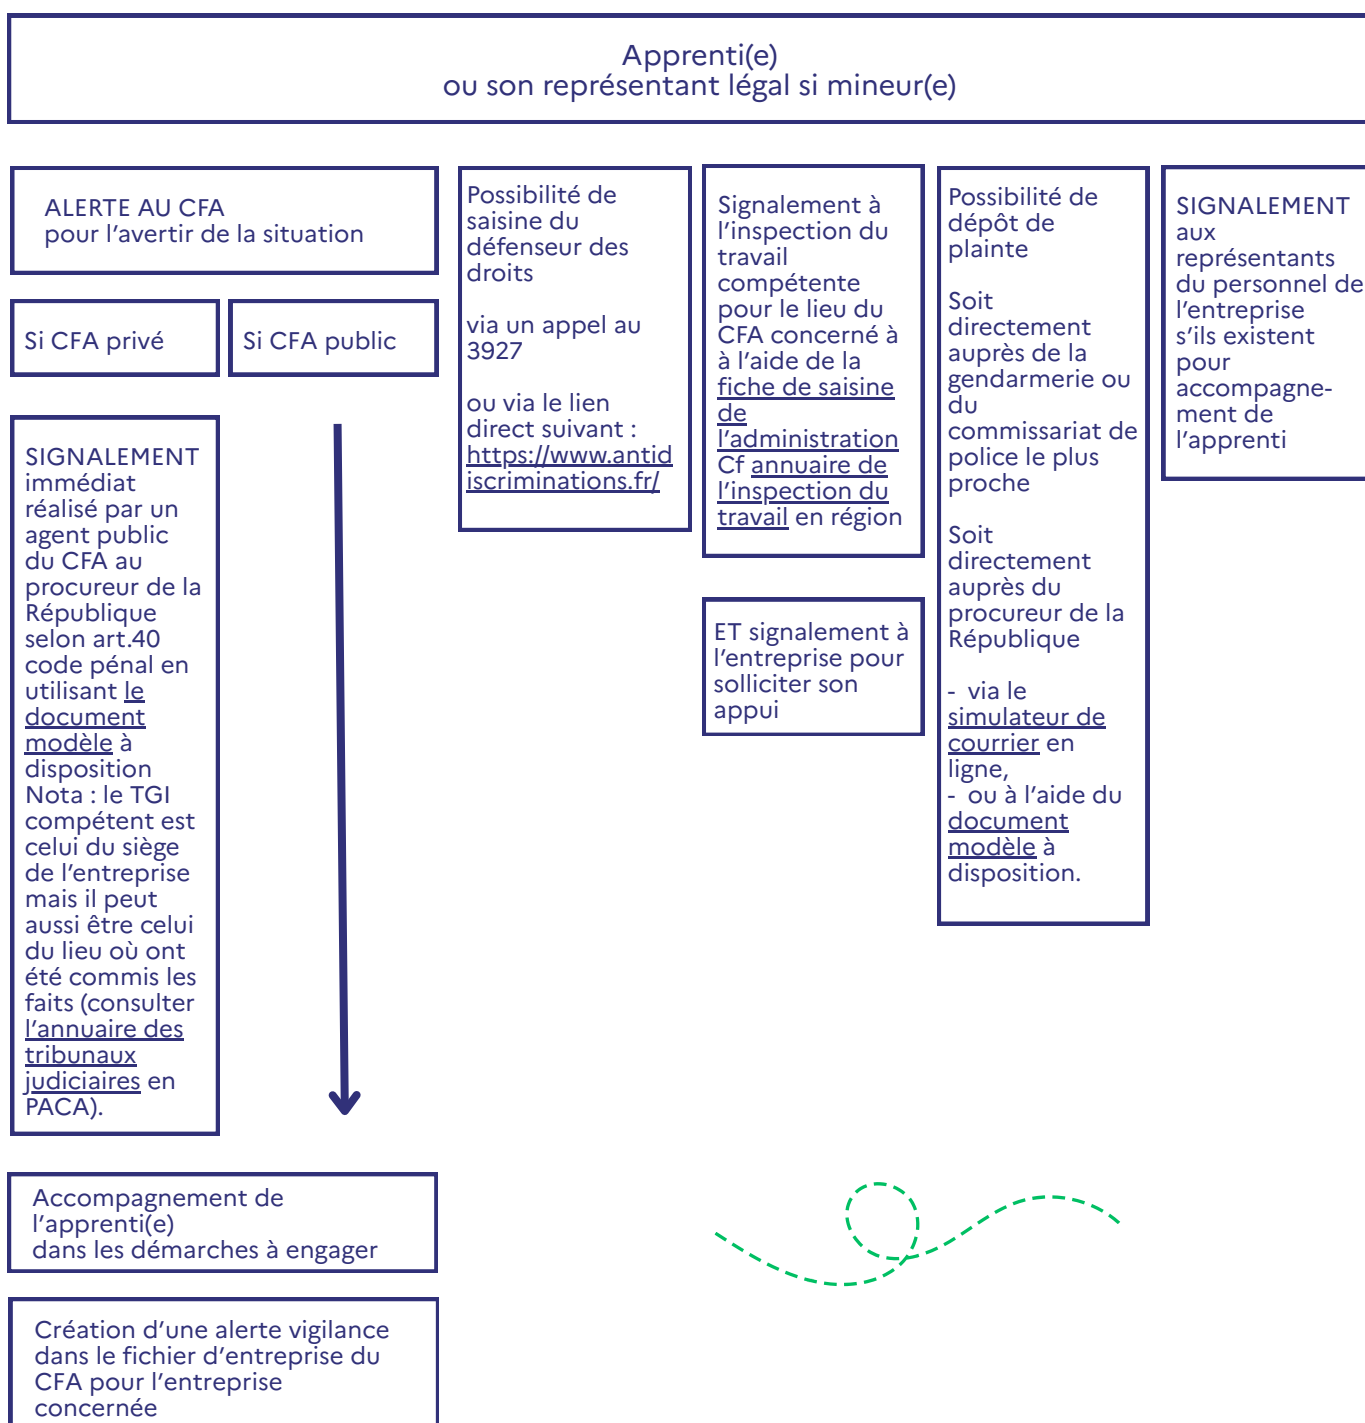 Apprenti(e)
ou son représentant légal si mineur(e)
ALERTE AU CFA
pour l'avertir de la situation
Si CFA privé
Si CFA public
SIGNALEMENT
immédiat
réalisé par un
agent public
du CFA au
procureur de la
République
selon art.40
code pénal en
utilisant le
document
modèle à
disposition
Nota : le TGI
compétent est
celui du siège
de l'entreprise
mais il peut
aussi être celui
du lieu où ont
été commis les
faits (consulter
l'annuaire des
tribunaux
judiciaires en
PACA).
Accompagnement de
l'apprenti(e)
dans les démarches à engager
Création d'une alerte vigilance
dans le fichier d'entreprise du
CFA pour l'entreprise
concernée
Possibilité de
saisine du
défenseur des
droits
via un appel au
3927
ou via le lien
direct suivant :
https://www.antid
iscriminations.fr/
Signalement à
l'inspection du
travail
compétente
pour le lieu du
CFA concerné à
à l'aide de la
fiche de saisine
de
l'administration
Cf annuaire de
l'inspection du
travail en région
ET signalement à
l'entreprise pour
solliciter son
appui
Possibilité de
dépôt de
plainte
Soit
directement
auprès de la
gendarmerie ou
du
commissariat de
police le plus
proche
Soit
directement
auprès du
procureur de la
République
- via le
simulateur de
courrier en
ligne,
- ou à l'aide du
document
modèle à
disposition.
SIGNALEMENT
aux
représentants
du personnel de
l'entreprise
s'ils existent
pour
accompagne-
ment de
l'apprenti